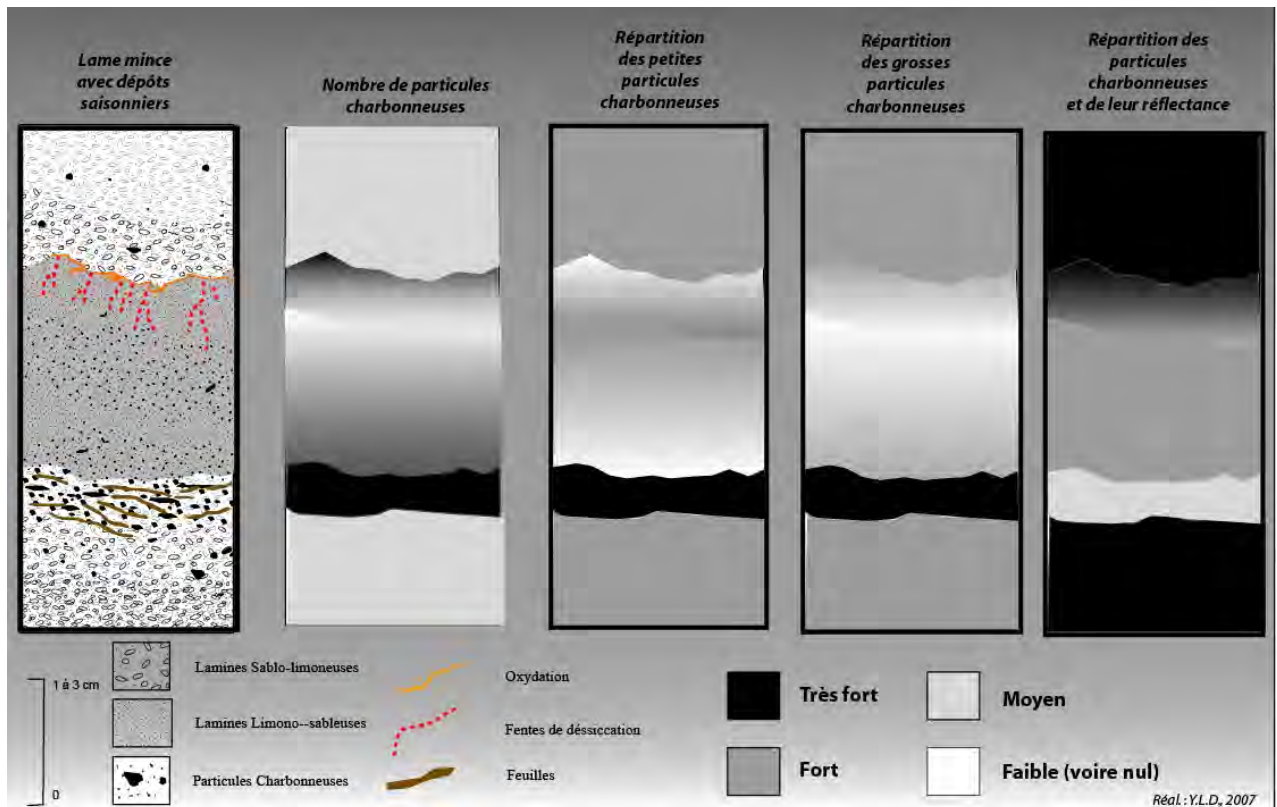 Lame mince
avec dépôts
saisonniers
Nombre de particules
charbonneuses
Répartition
des petites
particules
charbonneuses
Répartition
des grosses
particules
charbonneuses
Répartition des
particules
charbonneuses
et de leur réflectance
1 à 3 cm
0
Lamines Sablo-limoneuses
Lamines Limono--sableuses
Particules Charbonneuses
Oxydation
Fentes de déssiccation
Feuilles
Très fort
Fort
Moyen
Faible (voire nul)
Réal. : Y.L.D., 2007